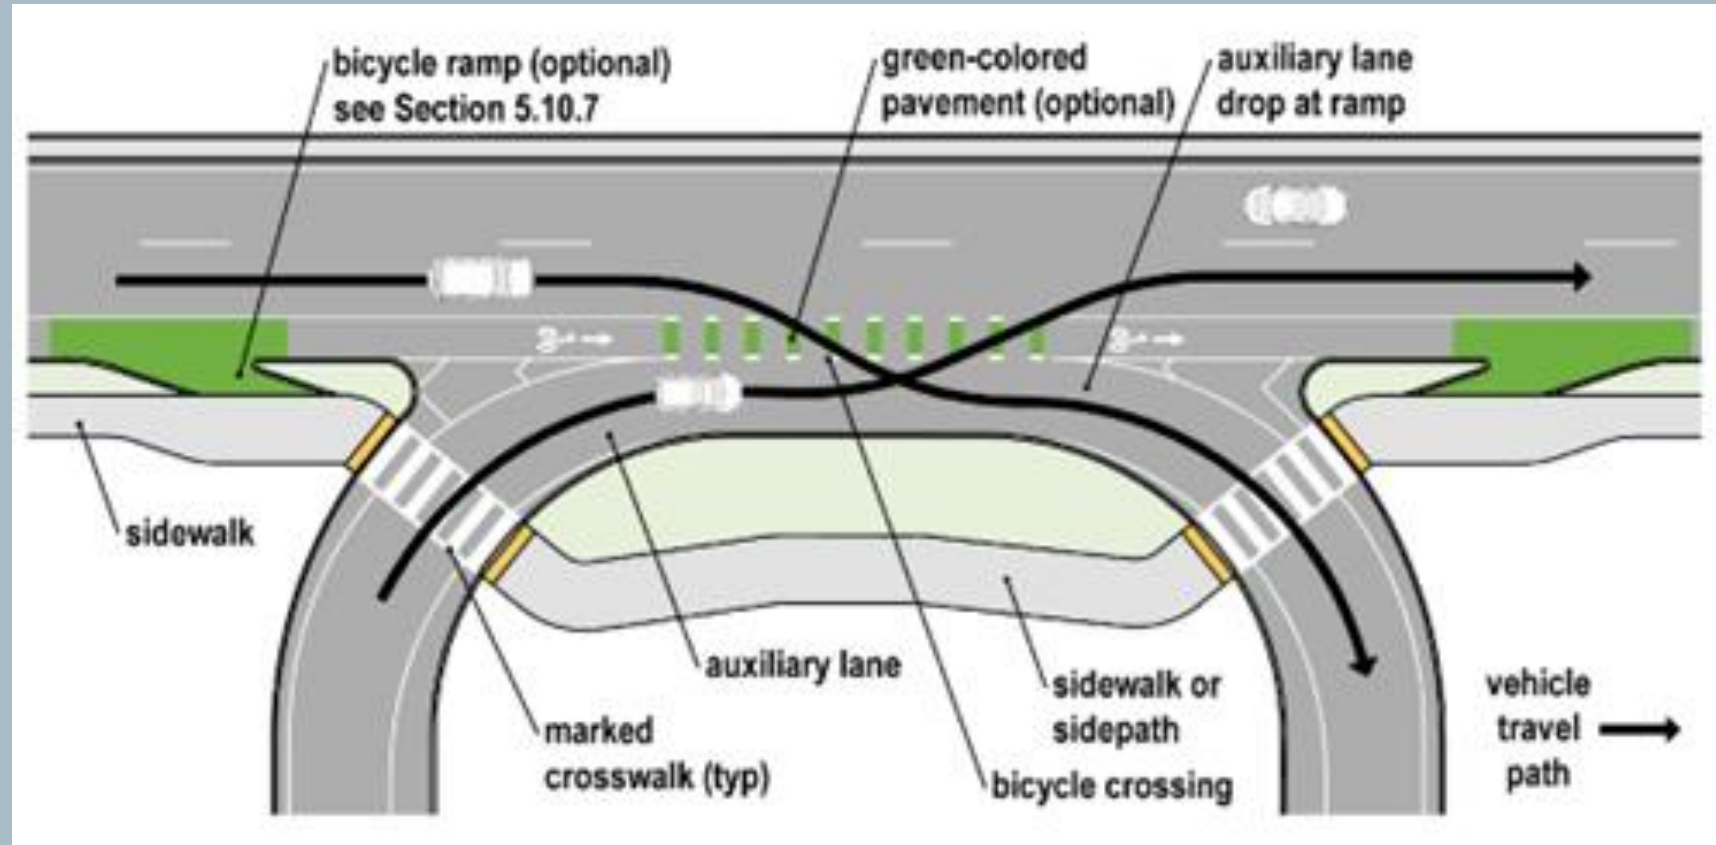 bicycle ramp (optional)
see Section 5.10.7
green-colored
pavement (optional)
auxiliary lane
drop at ramp
sidewalk
auxiliary lane
marked
crosswalk (typ)
sidewalk or
sidepath
bicycle crossing
vehicle
travel
path